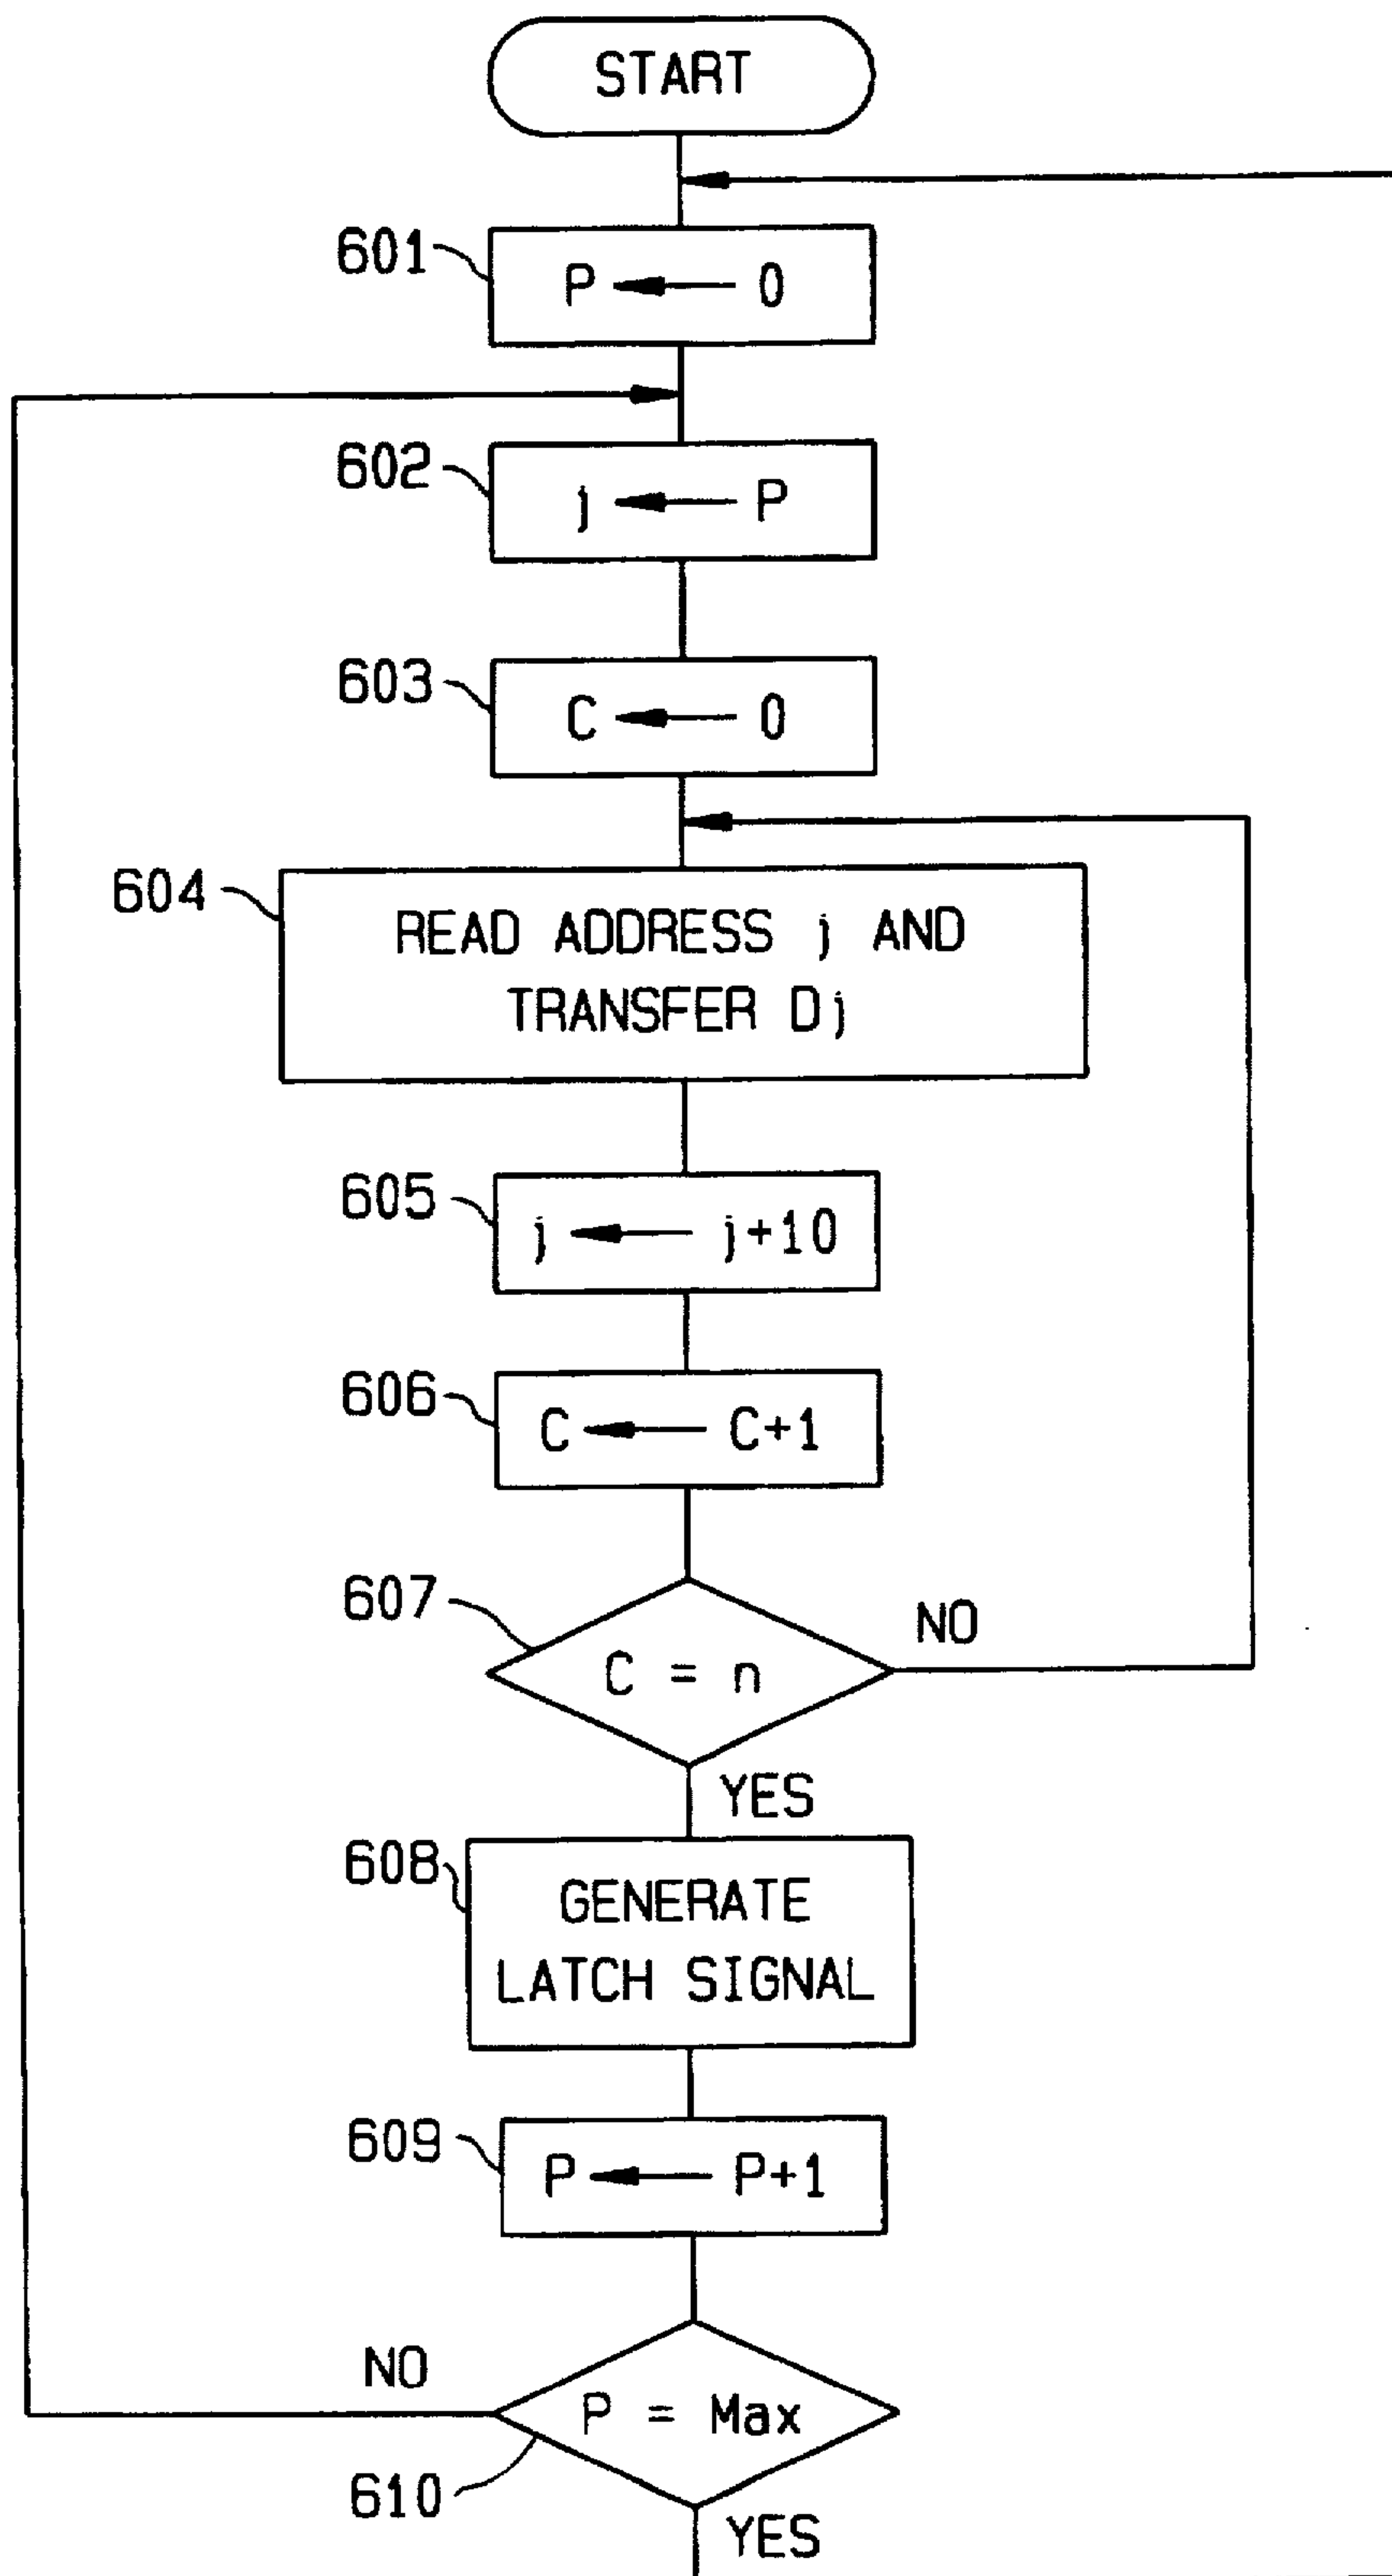 START
601
P ← 0
602
j ← P
603
C ← 0
604
READ ADDRESS j AND
TRANSFER Dj
605
j ← j+10
606
C ← C+1
607
C = n
NO
YES
608
GENERATE
LATCH SIGNAL
609
P ← P+1
NO
P = Max
610
YES